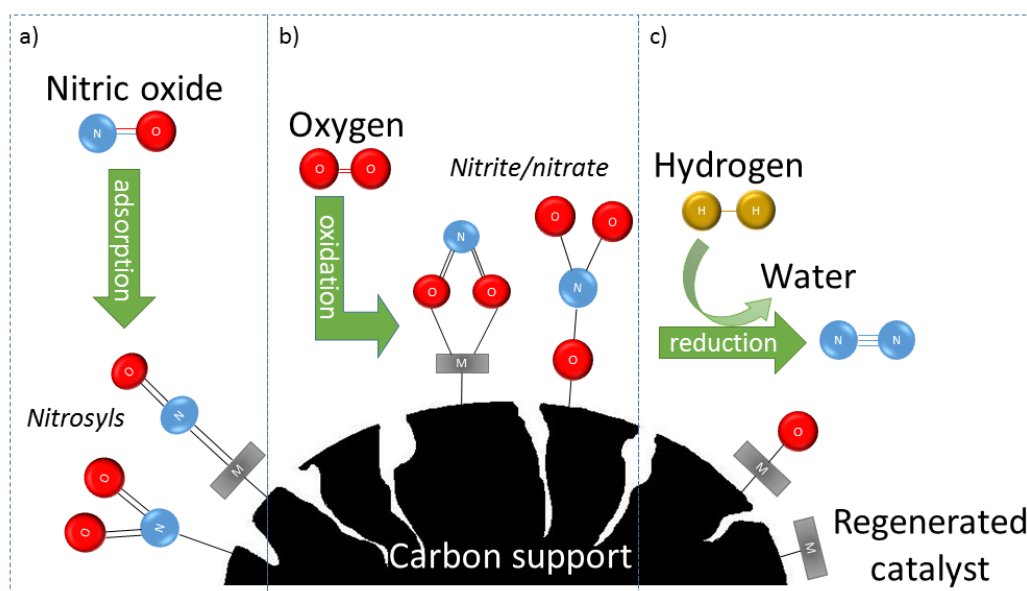 a)
Nitric oxide
N O
adsorption
O
N
Nitrosyls
M
O
O
N
b)
Oxygen
O O
oxidation
Nitrite/nitrate
N
O O
M
O O
N
O
Carbon support
c)
Hydrogen
H H
Water
reduction
N N
O
M
M
Regenerated
catalyst